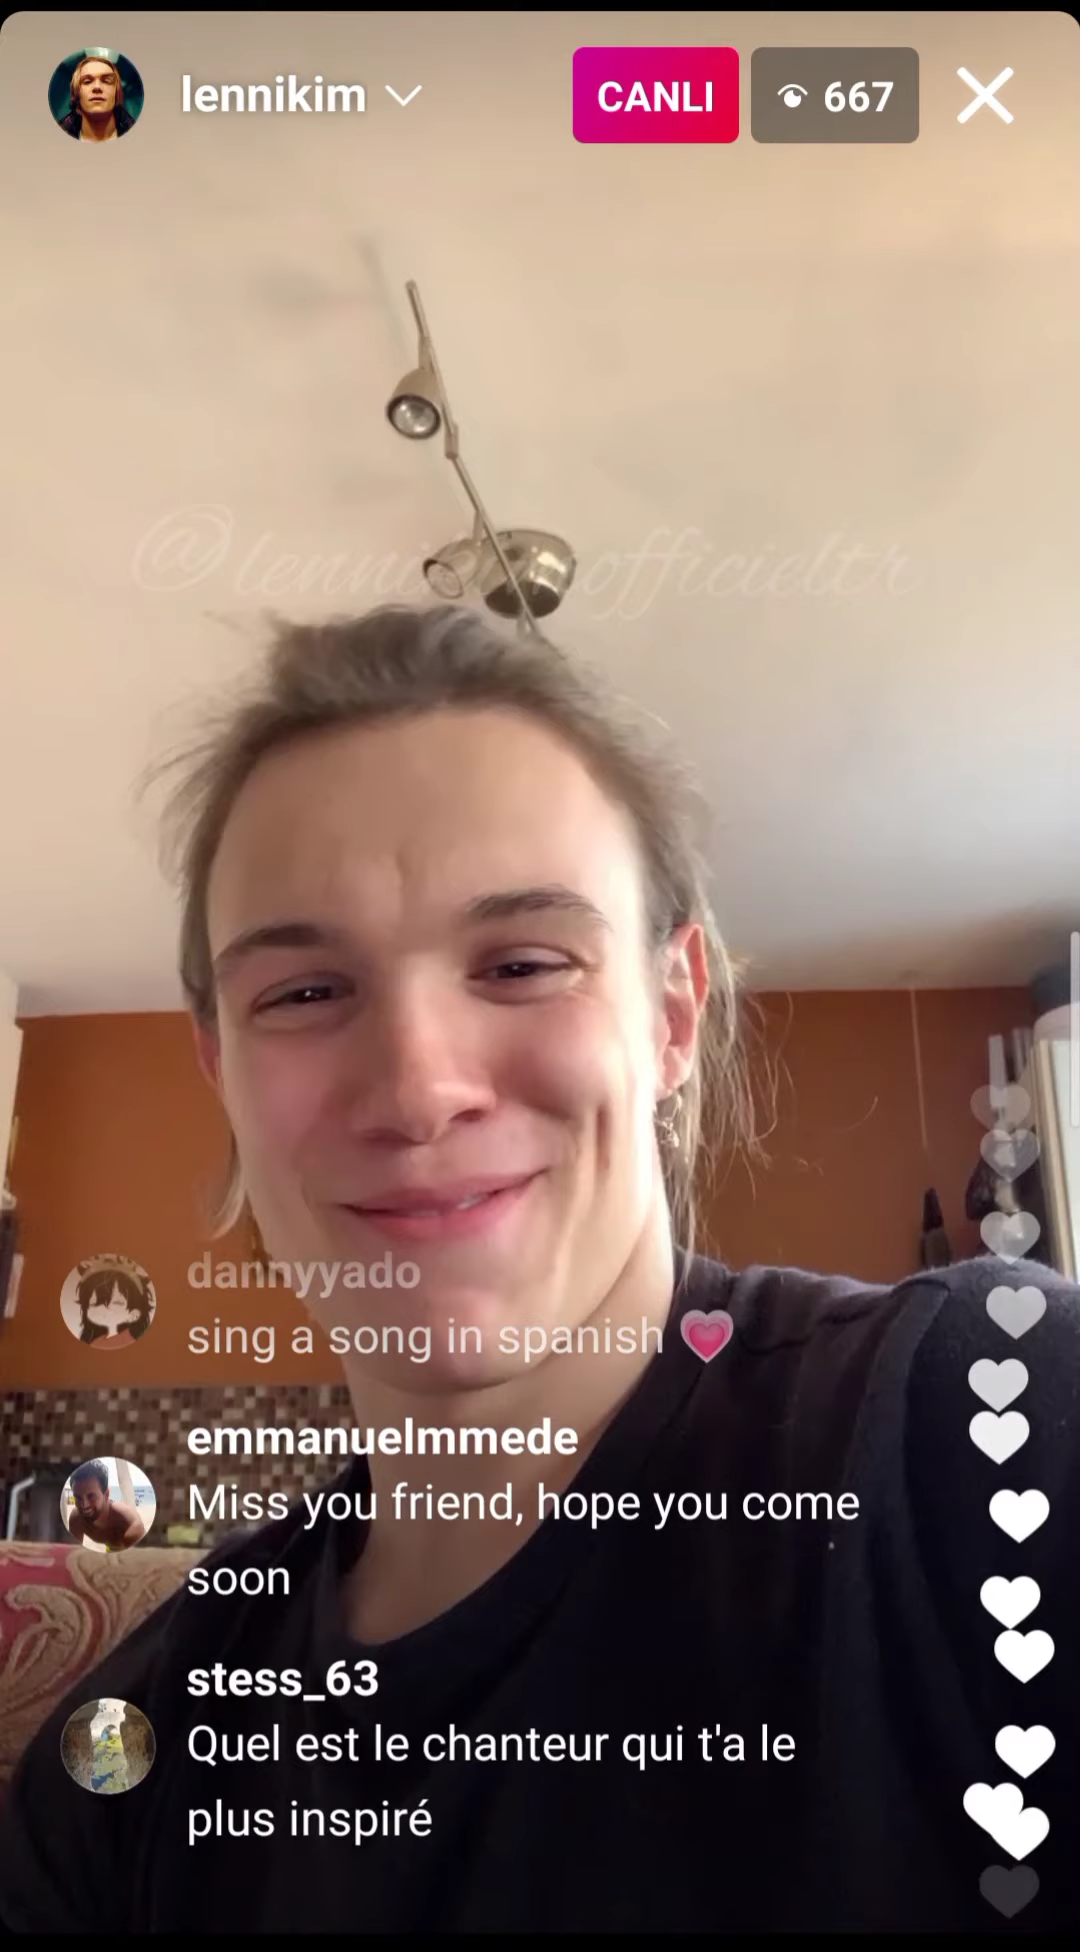 lennikim
CANLI
667
dannyyado
sing a song in spanish
emmanuelmmede
Miss you friend, hope you come
soon
stess_63
Quel est le chanteur qui t'a le
plus inspiré